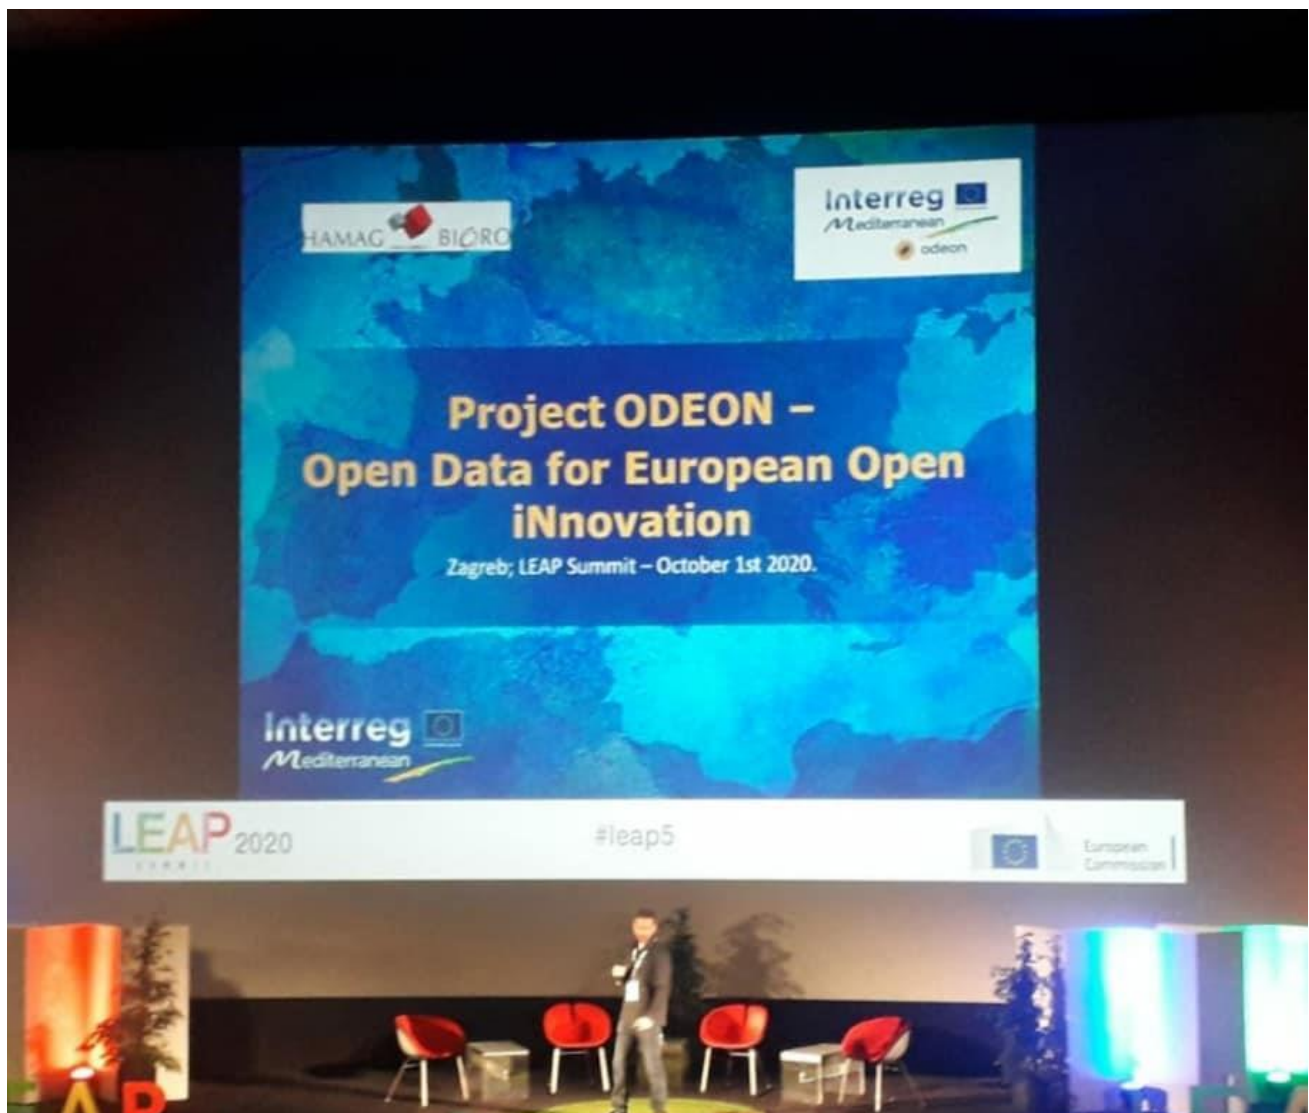 HAMAG BICRO
Interreg
Mediterranean
odeon
Project ODEON –
Open Data for European Open
iNnovation
Zagreb; LEAP Summit – October 1st 2020.
Interreg
Mediterranean
LEAP 2020
SUMMIT
#leap5
European
Commission